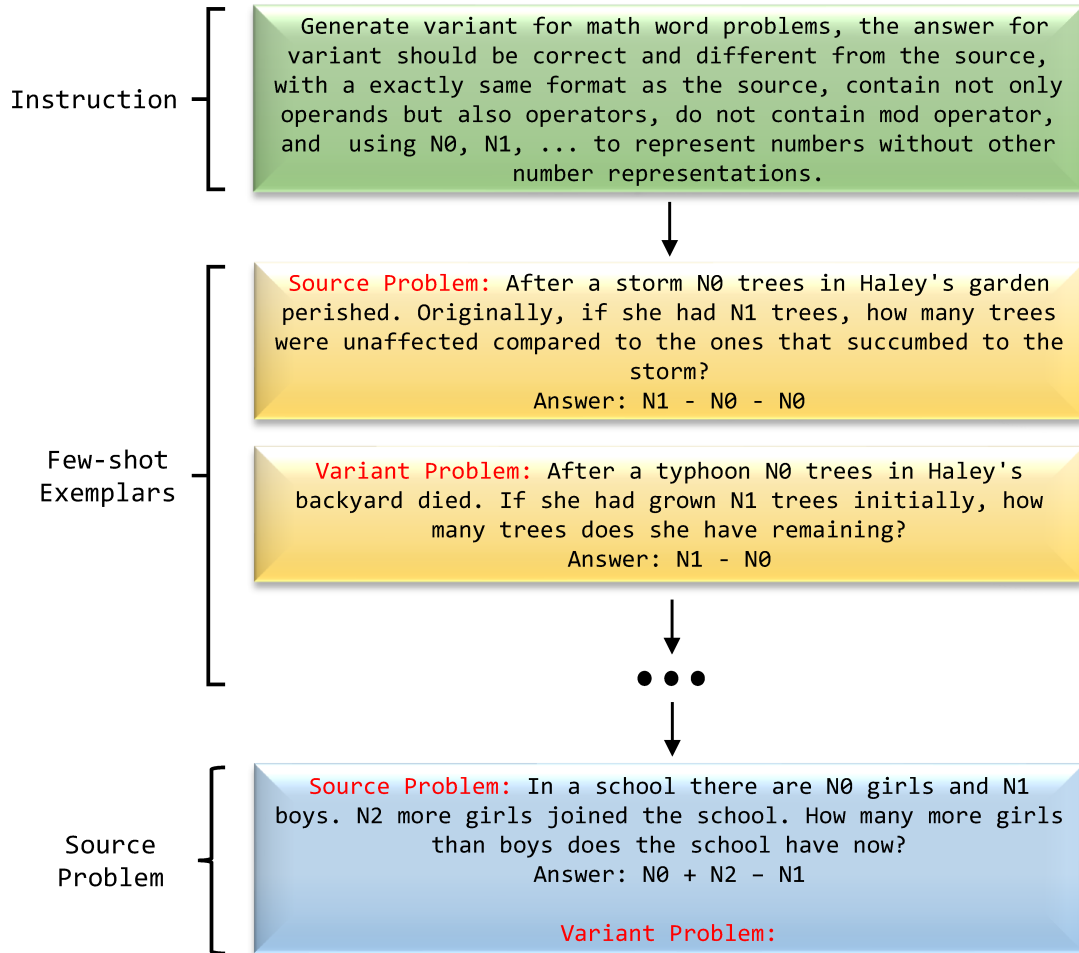 Instruction
Generate variant for math word problems, the answer for
variant should be correct and different from the source,
with a exactly same format as the source, contain not only
operands but also operators, do not contain mod operator,
and using N0, N1, ... to represent numbers without other
number representations.
Few-shot
Exemplars
Source Problem: After a storm N0 trees in Haley's garden
perished. Originally, if she had N1 trees, how many trees
were unaffected compared to the ones that succumbed to the
storm?
Answer: N1 - N0 - N0
Variant Problem: After a typhoon N0 trees in Haley's
backyard died. If she had grown N1 trees initially, how
many trees does she have remaining?
Answer: N1 - N0
Source
Problem
Source Problem: In a school there are N0 girls and N1
boys. N2 more girls joined the school. How many more girls
than boys does the school have now?
Answer: N0 + N2 – N1
Variant Problem: